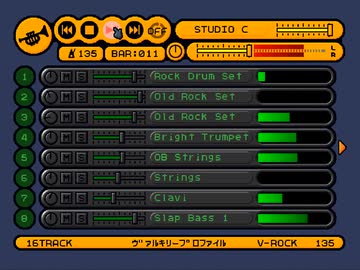 STUDIO C
OFF
135 BAR:011
L
R
1 M S Rock Drum Set
2 M S Old Rock Set
3 M S Old Rock Set
4 M S Bright Trumpet
5 M S OB Strings
6 M S Strings
7 M S Clavi
8 M S Slap Bass 1
16TRACK ヴァルキリープロファイル V-ROCK 135